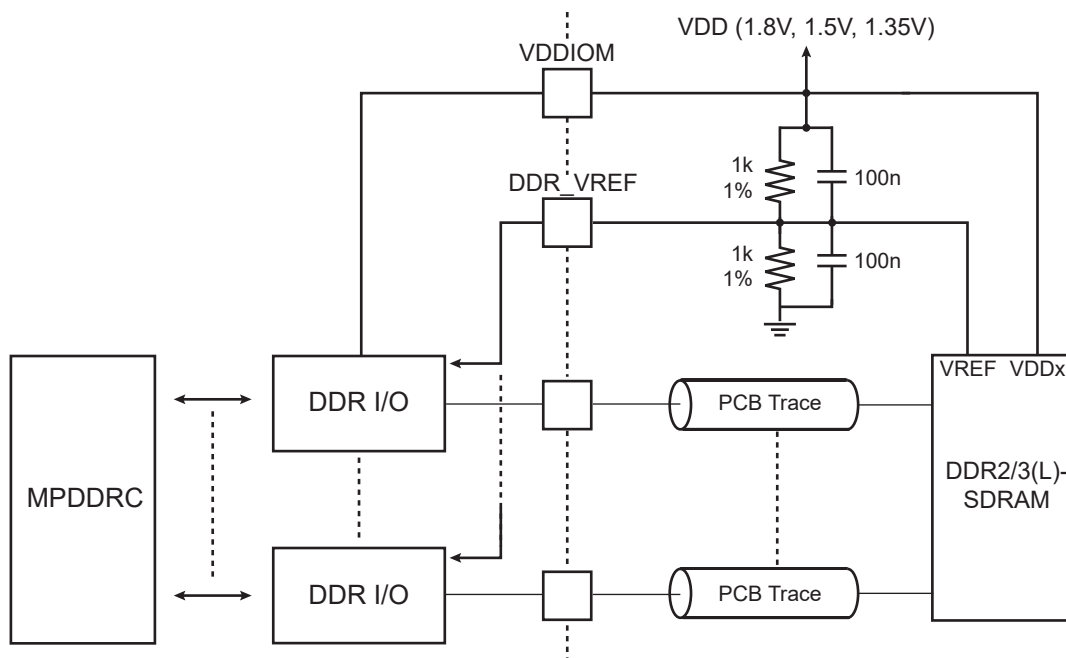 VDD (1.8V, 1.5V, 1.35V)
VDDIOM
1k
1%
100n
DDR_VREF
1k
1%
100n
VREF VDDx
DDR I/O
PCB Trace
MPDDRC
DDR2/3(L)-
SDRAM
DDR I/O
PCB Trace